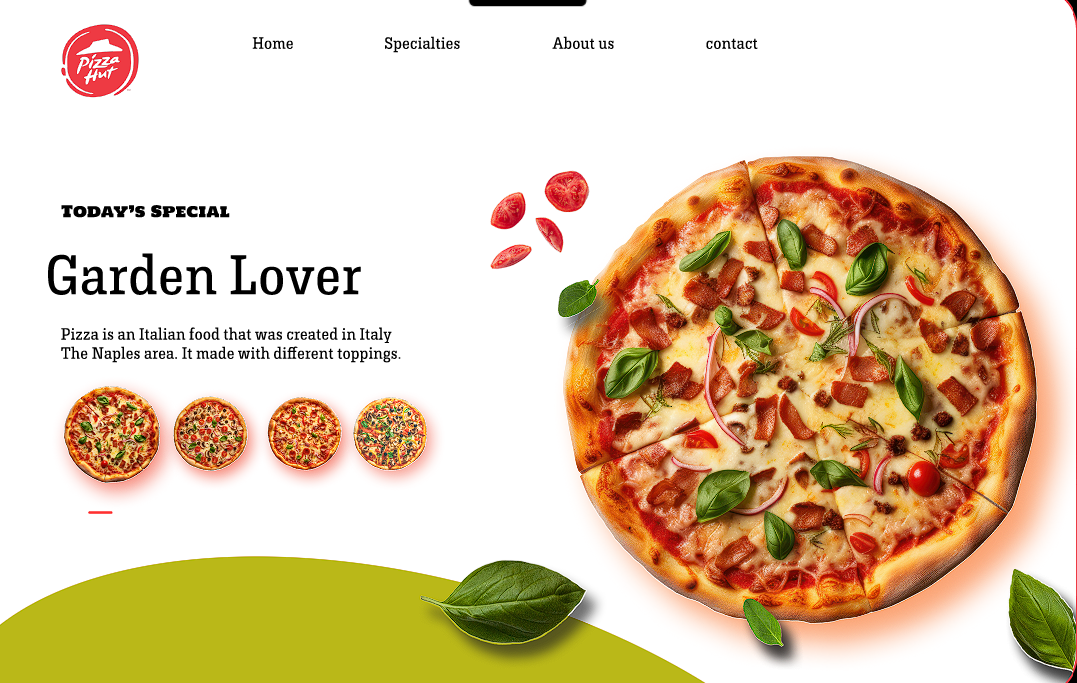 Pizza
Hut
Home
Specialties
About us
contact
Today's Special
Garden Lover
Pizza is an Italian food that was created in Italy
The Naples area. It made with different toppings.